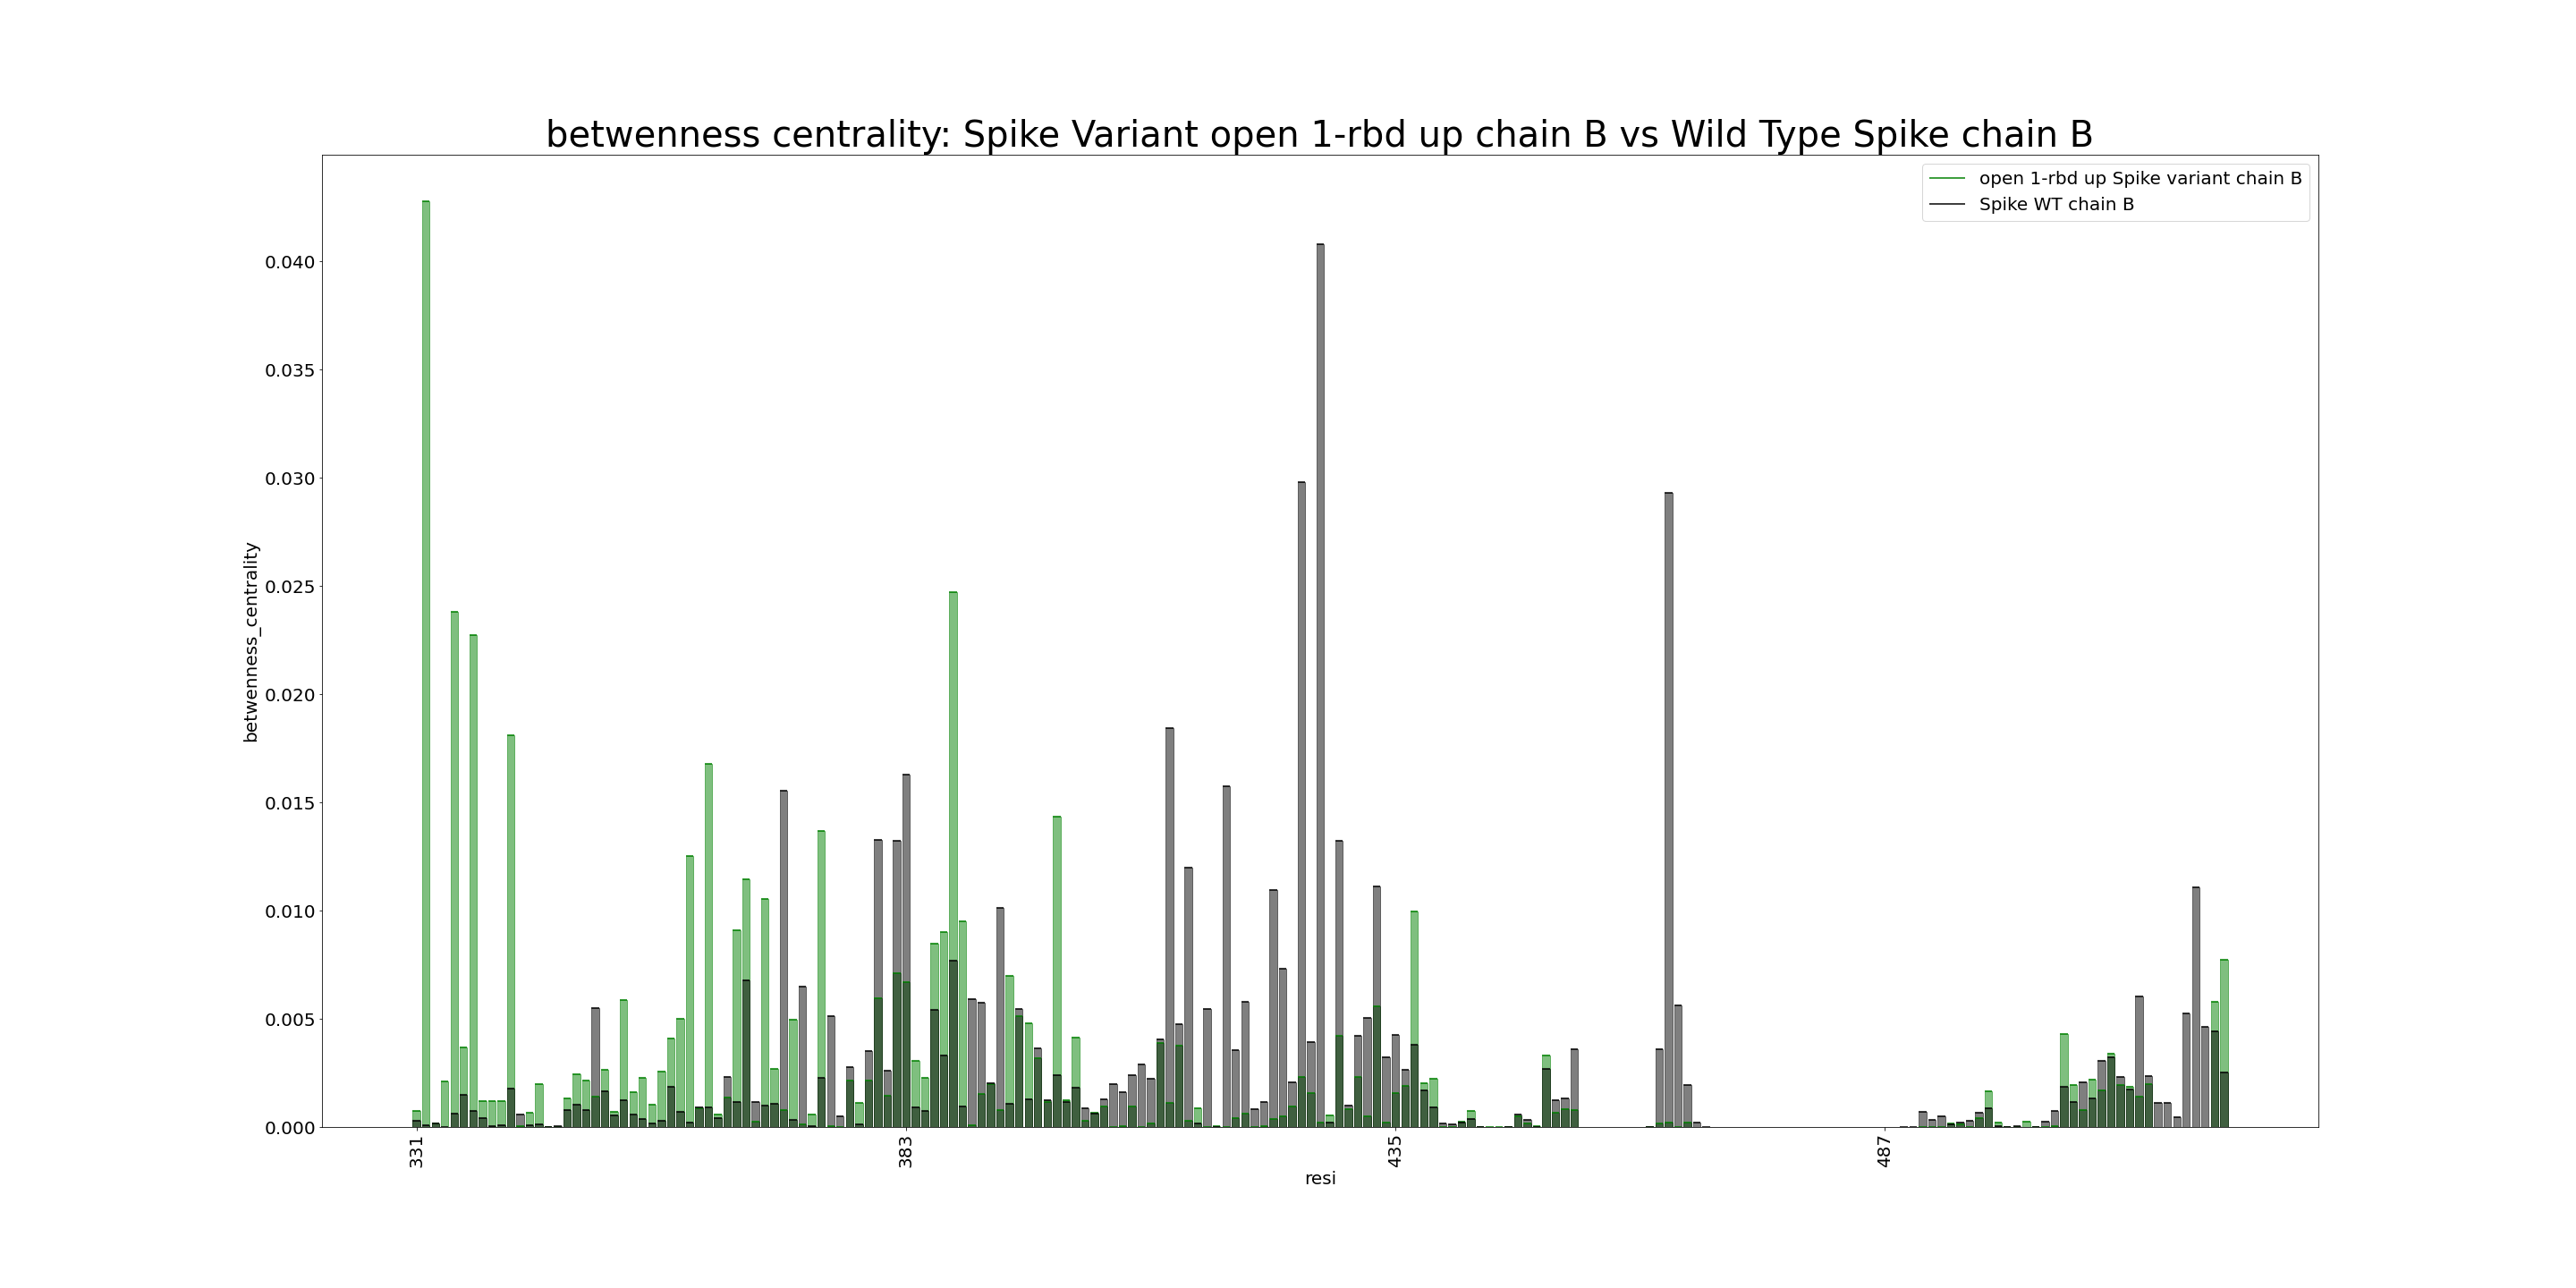 betwenness centrality: Spike Variant open 1-rbd up chain B vs Wild Type Spike chain B
open 1-rbd up Spike variant chain B
Spike WT chain B
0.040
0.035
0.030
0.025
0.020
0.015
0.010
0.005
0.000
betwenness_centrality
331
383
435
487
resi